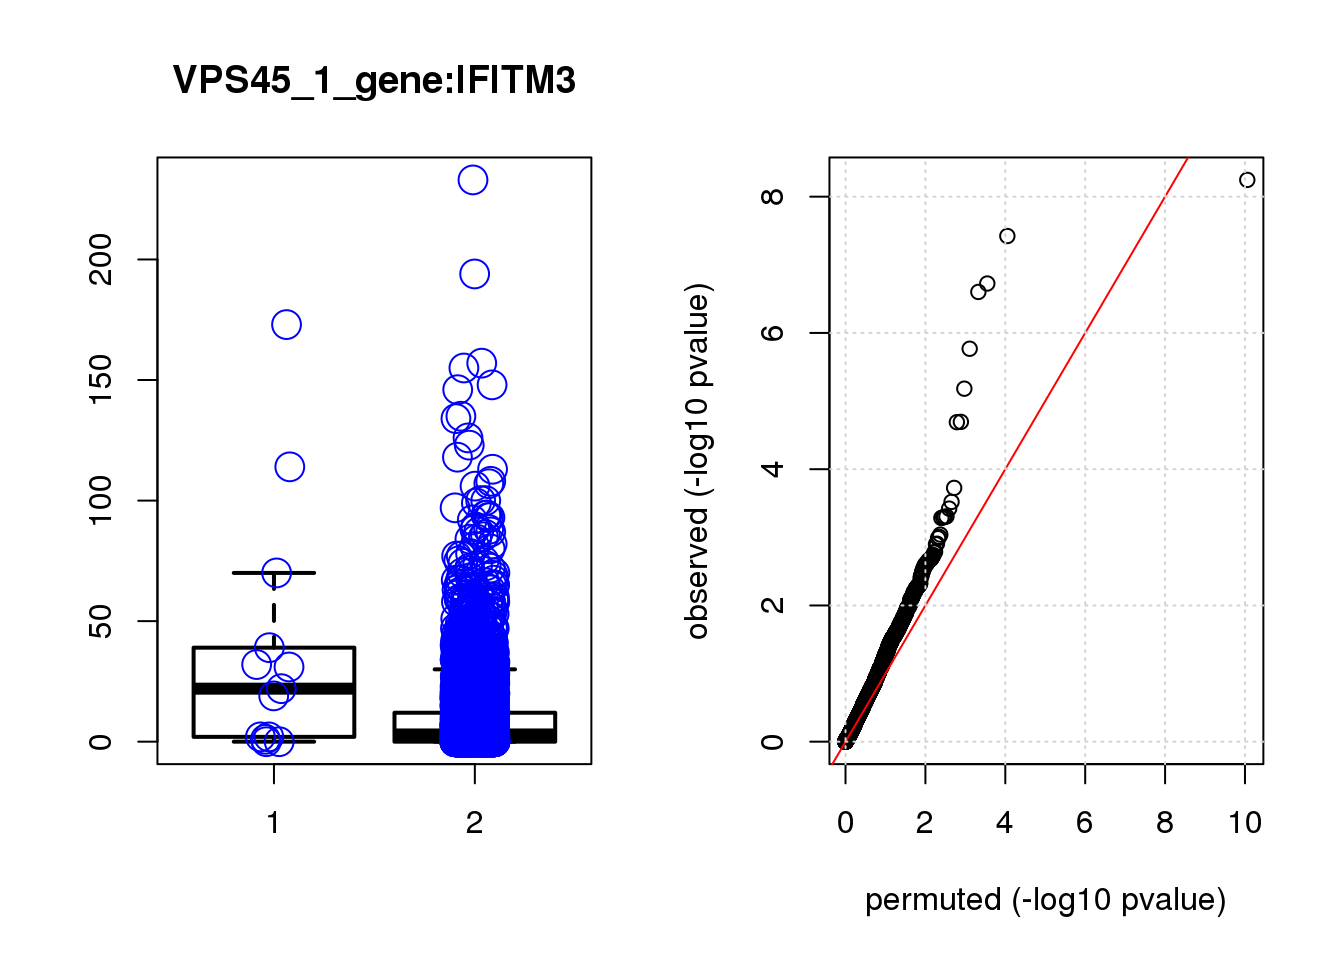 VPS45_1_gene:IFITM3
200
150
100
50
0
1 2
observed (-log10 pvalue)
8
6
4
2
0
0 2 4 6 8 10
permuted (-log10 pvalue)